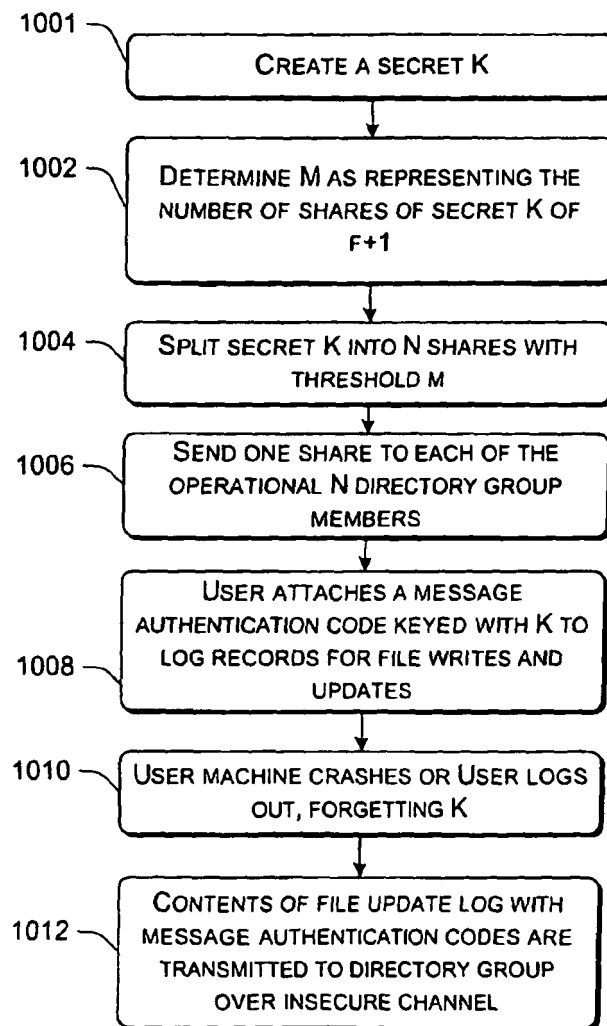 1001
CREATE A SECRET K
1002
DETERMINE M AS REPRESENTING THE
NUMBER OF SHARES OF SECRET K OF
F+1
1004
SPLIT SECRET K INTO N SHARES WITH
THRESHOLD M
1006
SEND ONE SHARE TO EACH OF THE
OPERATIONAL N DIRECTORY GROUP
MEMBERS
1008
USER ATTACHES A MESSAGE
AUTHENTICATION CODE KEYED WITH K TO
LOG RECORDS FOR FILE WRITES AND
UPDATES
1010
USER MACHINE CRASHES OR USER LOGS
OUT, FORGETTING K
1012
CONTENTS OF FILE UPDATE LOG WITH
MESSAGE AUTHENTICATION CODES ARE
TRANSMITTED TO DIRECTORY GROUP
OVER INSECURE CHANNEL